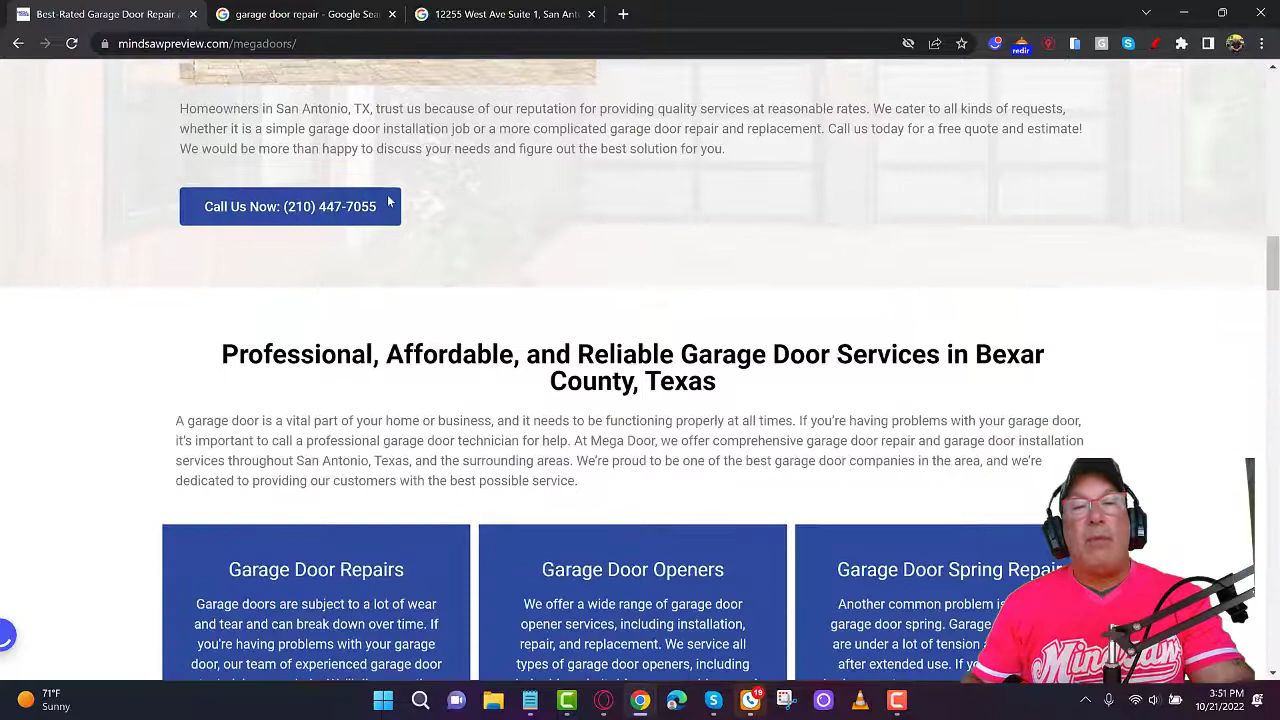 Best-Rated Garage Door Repair
garage door repair - Google Sea
12335 West Ave Suite 1, San Ant
mindsawpreview.com/megadoors/
redir
Homeowners in San Antonio, TX, trust us because of our reputation for providing quality services at reasonable rates. We cater to all kinds of requests,
whether it is a simple garage door installation job or a more complicated garage door repair and replacement. Call us today for a free quote and estimate!
We would be more than happy to discuss your needs and figure out the best solution for you.
Call Us Now: (210) 447-7055
Professional, Affordable, and Reliable Garage Door Services in Bexar
County, Texas
A garage door is a vital part of your home or business, and it needs to be functioning properly at all times. If you're having problems with your garage door,
it's important to call a professional garage door technician for help. At Mega Door, we offer comprehensive garage door repair and garage door installation
services throughout San Antonio, Texas, and the surrounding areas. We're proud to be one of the best garage door companies in the area, and we're
dedicated to providing our customers with the best possible service.
Garage Door Repairs
Garage doors are subject to a lot of wear
and tear and can break down over time. If
you're having problems with your garage
door, our team of experienced garage door
Garage Door Openers
We offer a wide range of garage door
opener services, including installation,
repair, and replacement. We service all
types of garage door openers, including
Garage Door Spring Repair
Another common problem is
garage door spring. Garage
are under a lot of tension
after extended use. If yo
Mindsaw
71°F
Sunny
19
3:51 PM
10/21/2022